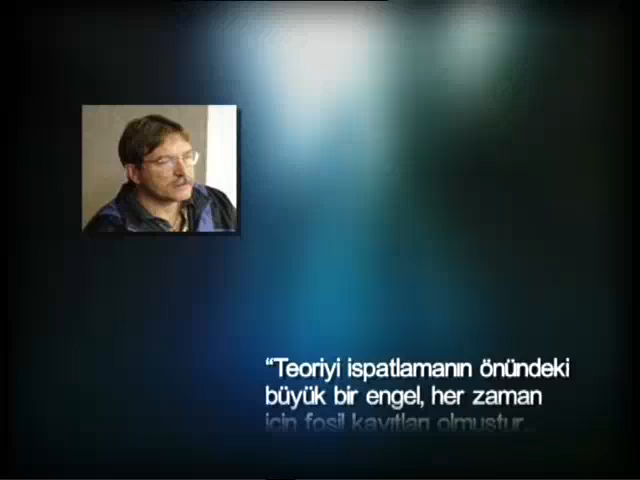 “Teoriyi ispatlamanın önündeki
büyük bir engel, her zaman
için fosil kayıtları olmuştur...